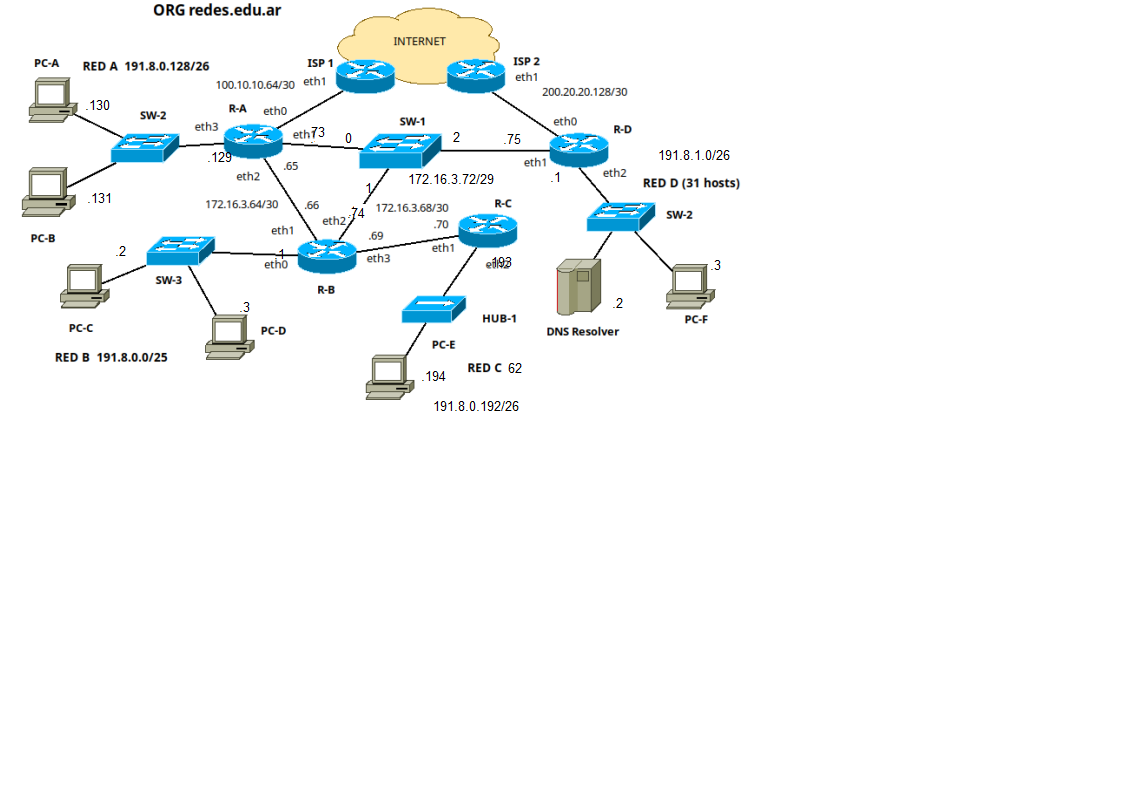 ORG redes.edu.ar
INTERNET
ISP 1
ISP 2
PC-A
RED A 191.8.0.128/26
eth1
eth1
100.10.10.64/30
200.20.20.128/30
.130
R-A
eth0
SW-2
SW-1
eth0
R-D
eth3
eth1
.73
0
2
.75
.129
.65
eth1
.1
191.8.1.0/26
eth2
172.16.3.72/29
eth2
RED D (31 hosts)
.131
1
172.16.3.64/30
.66
172.16.3.68/30
R-C
SW-2
eth2
.74
.70
PC-B
eth1
.69
eth1
.2
.1
eth0
eth3
.193
.3
SW-3
R-B
.3
.2
HUB-1
PC-F
PC-C
PC-D
DNS Resolver
PC-E
RED B 191.8.0.0/25
RED C 62
.194
191.8.0.192/26